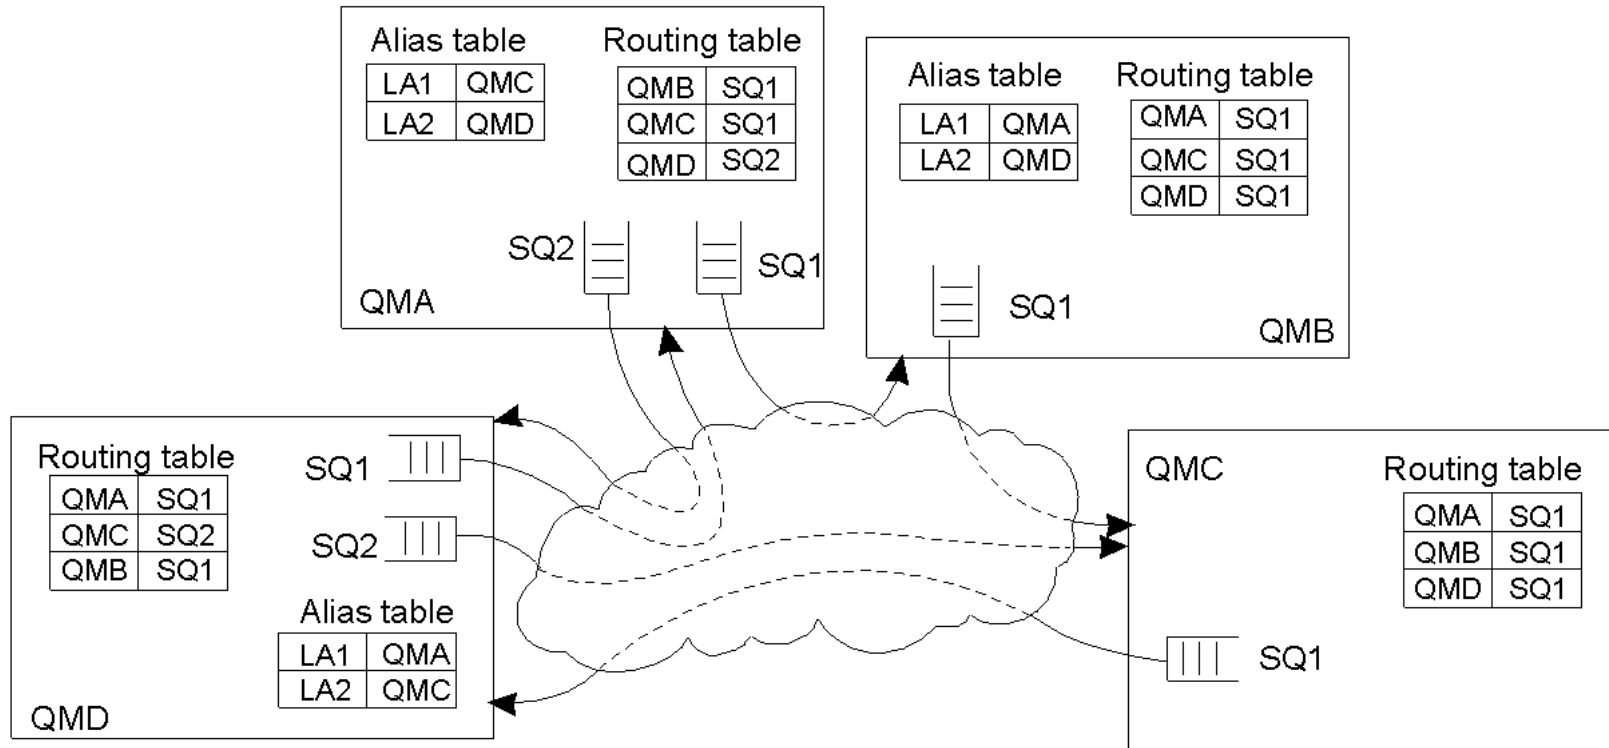 Alias table Routing table
LA1 QMC
LA2 QMD
QMB SQ1
QMC SQ1
QMD SQ2
SQ2
SQ1
QMA
Alias table Routing table
LA1 QMA
LA2 QMD
QMA SQ1
QMC SQ1
QMD SQ1
SQ1
QMB
Routing table
QMA SQ1
QMC SQ2
QMB SQ1
SQ1
SQ2
Alias table
LA1 QMA
LA2 QMC
QMD
QMC
Routing table
QMA SQ1
QMB SQ1
QMD SQ1
SQ1